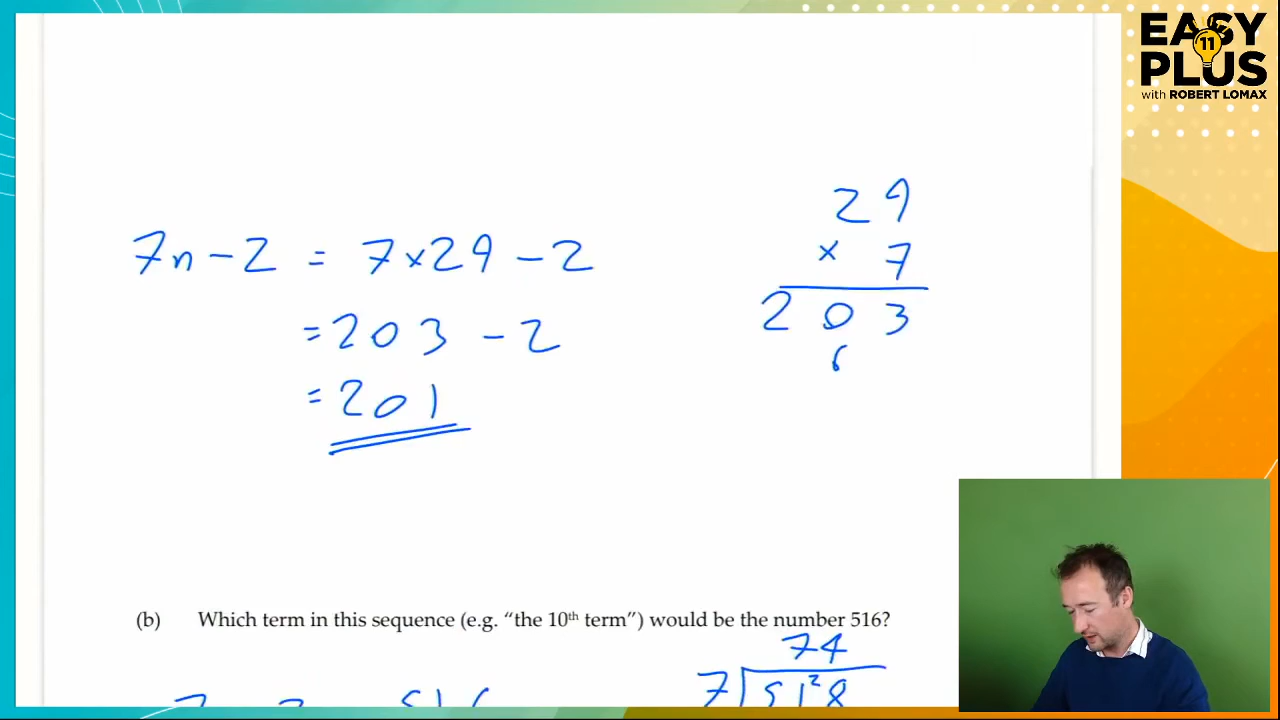 EASY
11
PLUS
with ROBERT LOMAX
7n - 2 = 7×29 - 2
= 203 - 2
= 201
29
× 7
203
6
(b) Which term in this sequence (e.g. “the 10th term”) would be the number 516?
74
7 51²8